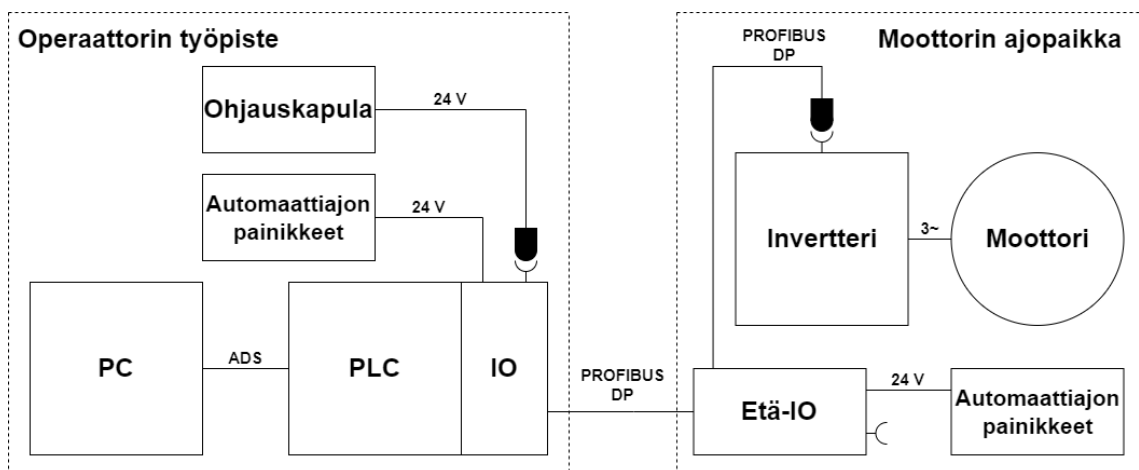 Operaattorin työpiste
Ohjauskapula
24 V
Automaattiajon
painikkeet
24 V
PC
ADS
PLC
IO
PROFIBUS
DP
Moottorin ajopaikka
PROFIBUS
DP
Invertteri
3~
Moottori
Etä-IO
24 V
Automaattiajon
painikkeet